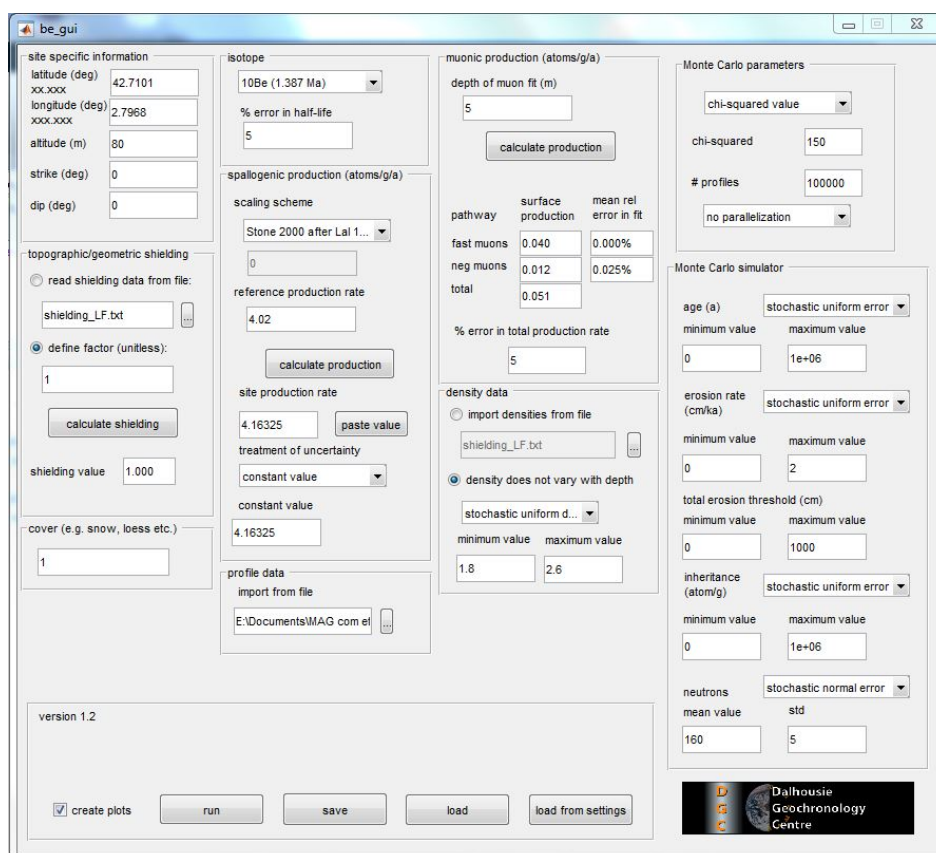 be_gui
site specific information
latitude (deg)
xx.xxx
42.7101
longitude (deg)
xxx.xxx
2.7968
altitude (m)
80
strike (deg)
0
dip (deg)
0
topographic/geometric shielding
read shielding data from file:
shielding_LF.txt
...
define factor (unitless):
1
calculate shielding
shielding value
1.000
cover (e.g. snow, loess etc.)
1
isotope
10Be (1.387 Ma)
% error in half-life
5
spallogenic production (atoms/g/a)
scaling scheme
Stone 2000 after Lal 1...
0
reference production rate
4.02
calculate production
site production rate
4.16325
paste value
treatment of uncertainty
constant value
constant value
4.16325
profile data
import from file
E:\Documents\MAG com et
...
muonic production (atoms/g/a)
depth of muon fit (m)
5
calculate production
pathway
surface
production
mean rel
error in fit
fast muons 0.040 0.000%
neg muons 0.012 0.025%
total 0.051
% error in total production rate
5
density data
import densities from file
shielding_LF.txt
...
density does not vary with depth
stochastic uniform d...
minimum value maximum value
1.8 2.6
Monte Carlo parameters
chi-squared value
chi-squared 150
# profiles 100000
no parallelization
Monte Carlo simulator
age (a) stochastic uniform error
minimum value maximum value
0 1e+06
erosion rate
(cm/ka)
stochastic uniform error
minimum value maximum value
0 2
total erosion threshold (cm)
minimum value maximum value
0 1000
inheritance
(atom/g)
stochastic uniform error
minimum value maximum value
0 1e+06
neutrons stochastic normal error
mean value std
160 5
version 1.2
create plots run save load load from settings
DGC
Dalhousie
Geochronology
Centre